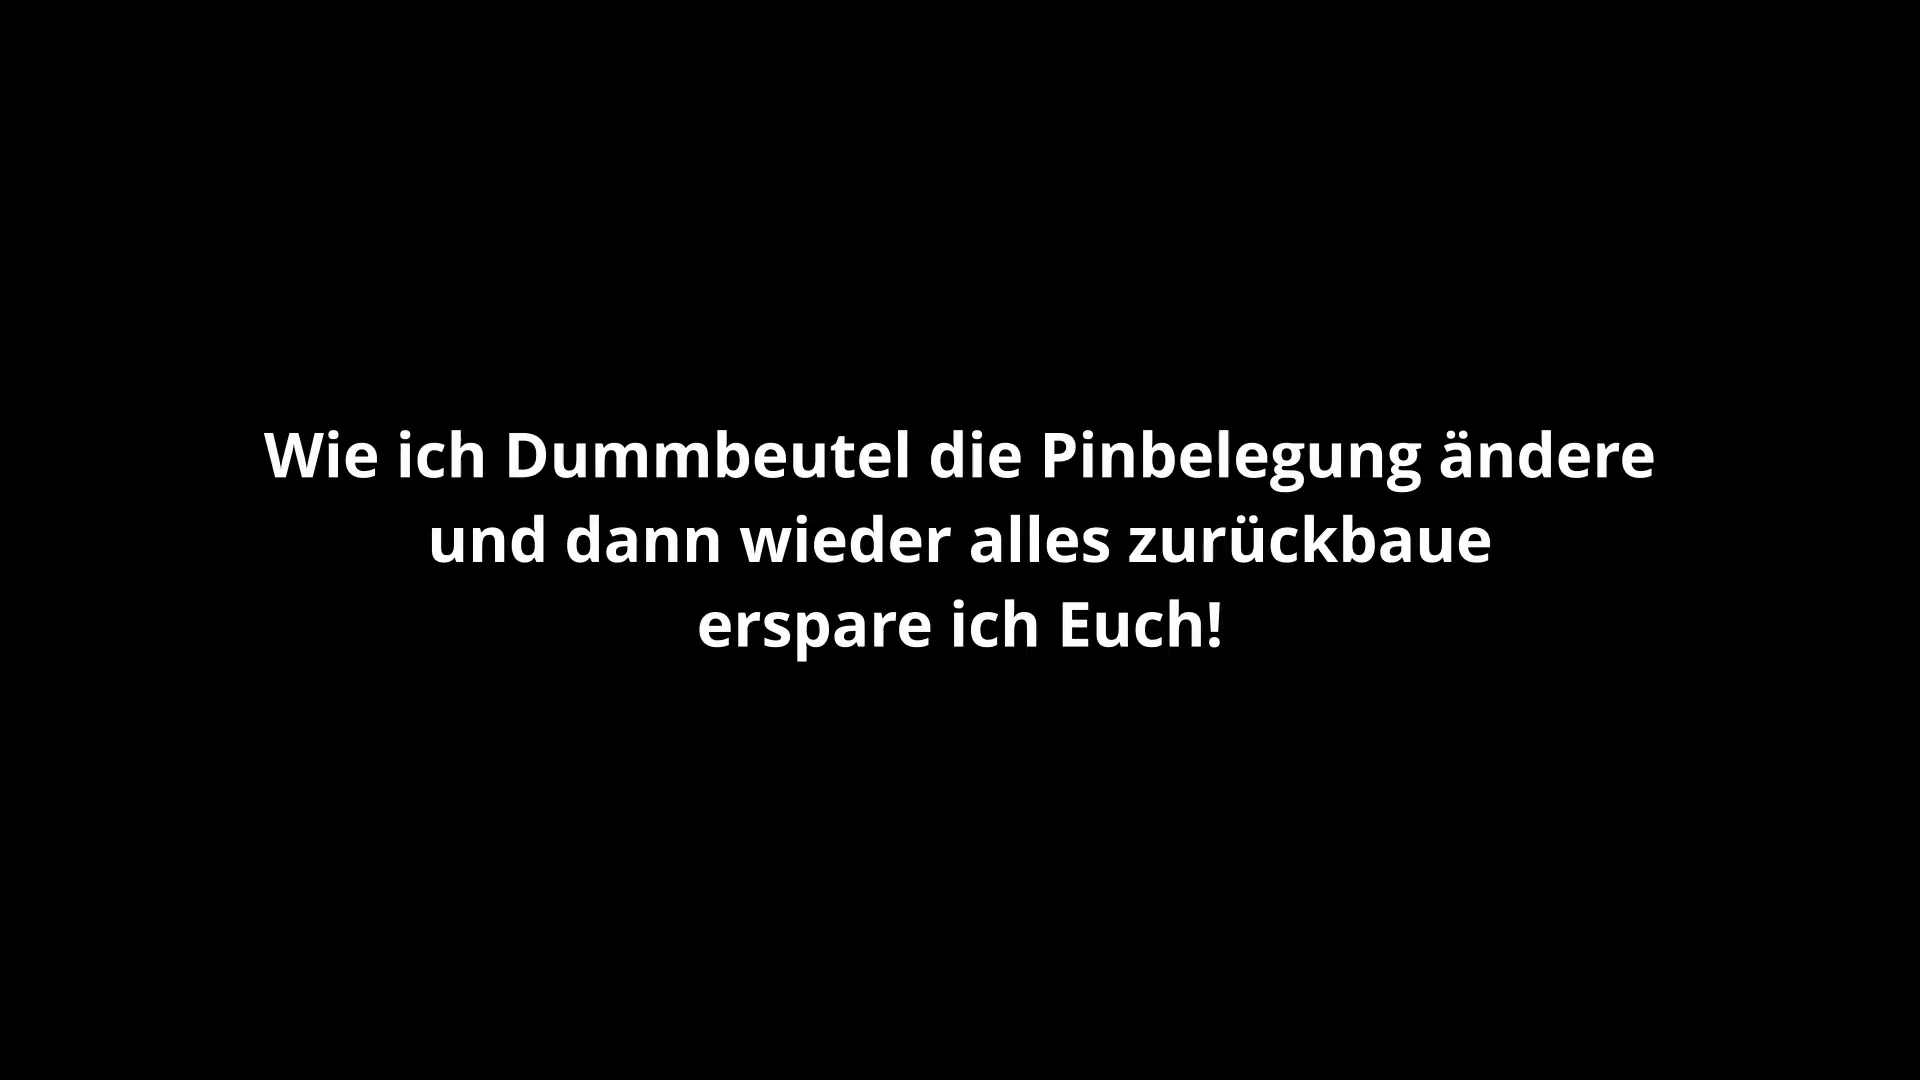 Wie ich Dummbeutel die Pinbelegung ändere
und dann wieder alles zurückbaue
erspare ich Euch!